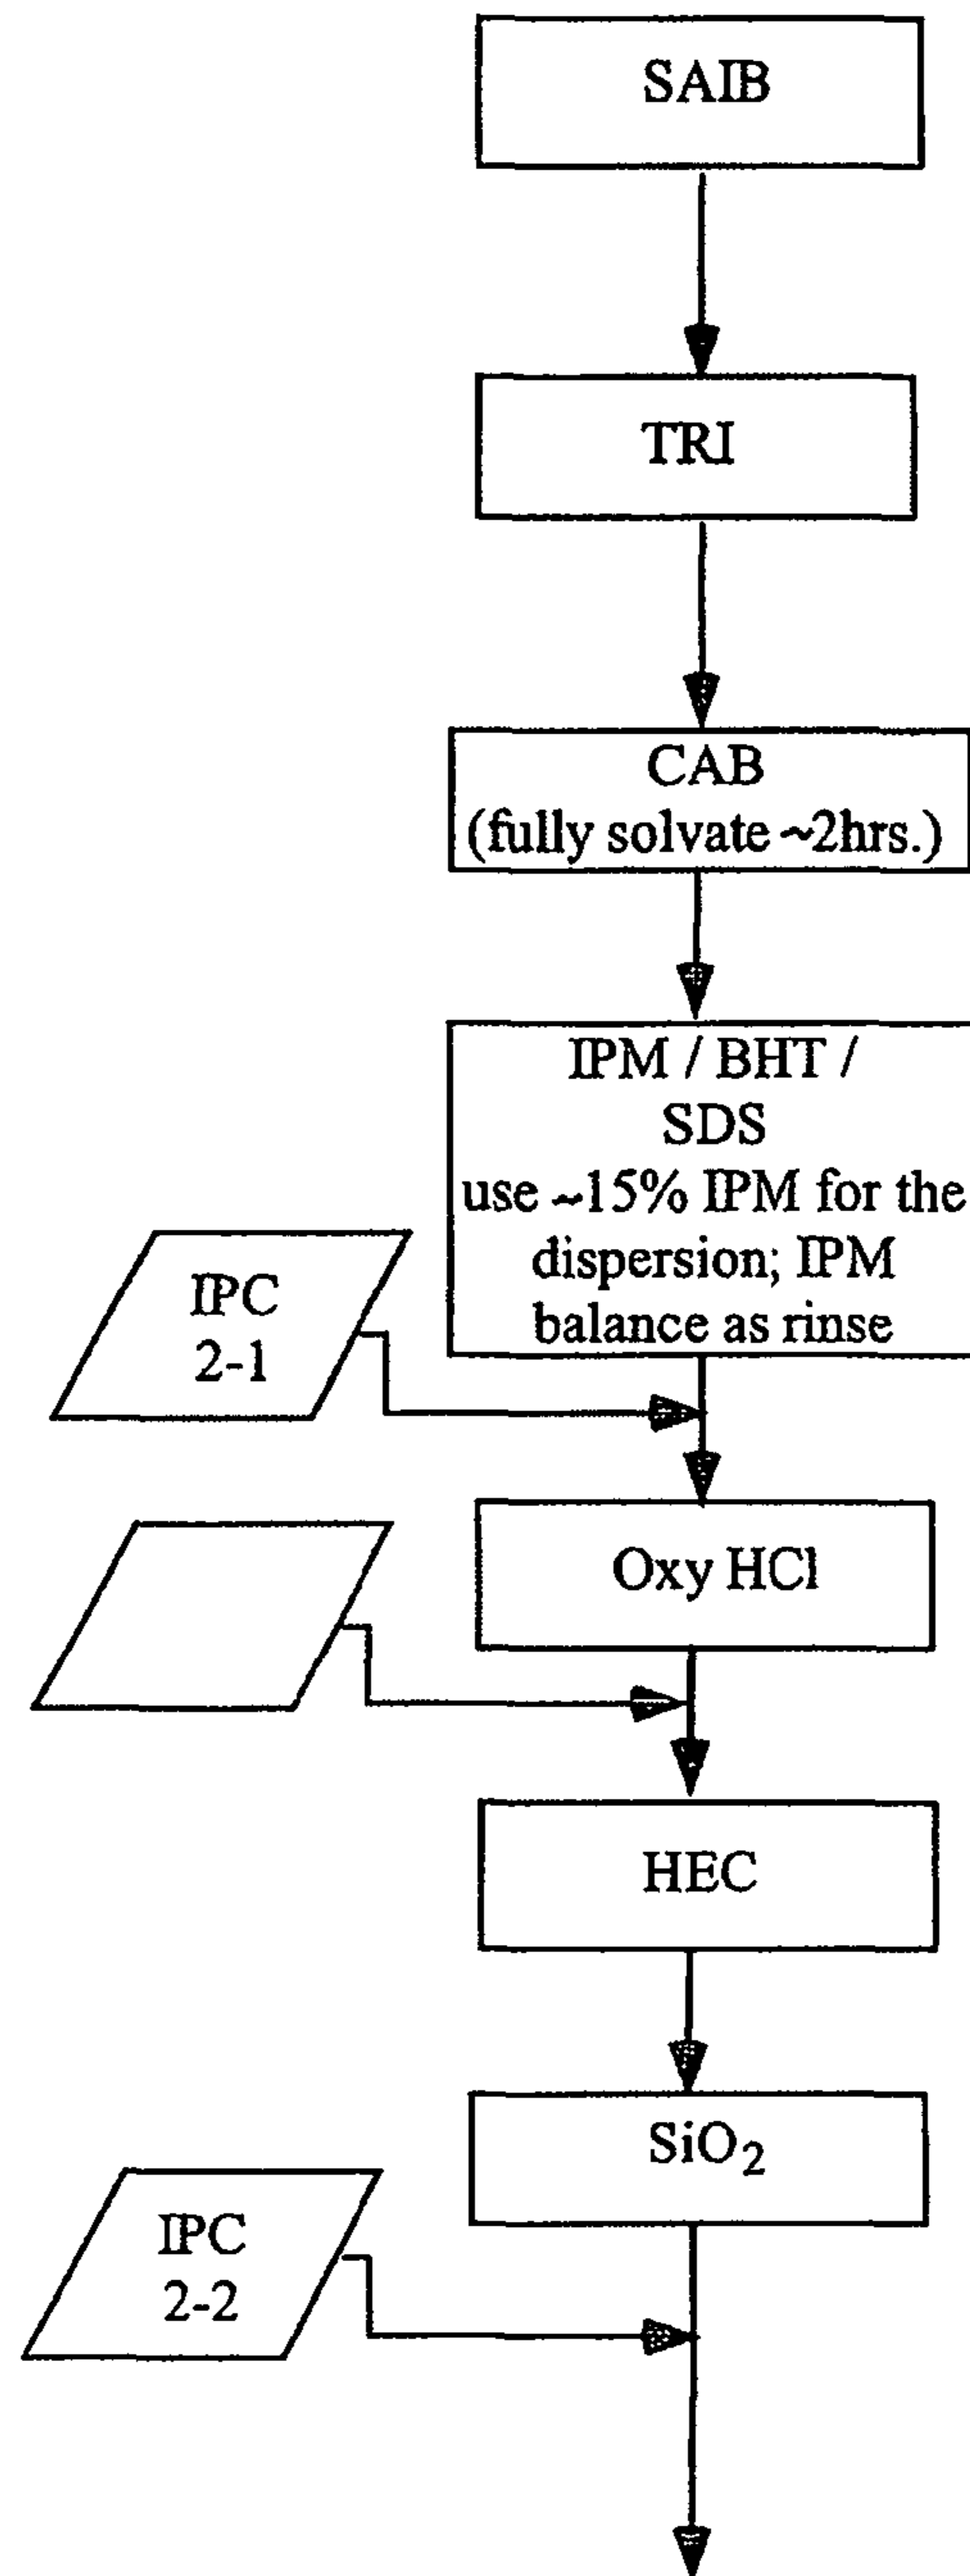 SAIB
TRI
CAB
(fully solvate ~2hrs.)
IPM / BHT /
SDS
use ~15% IPM for the
dispersion; IPM
balance as rinse
IPC
2-1
Oxy HCl
HEC
SiO₂
IPC
2-2